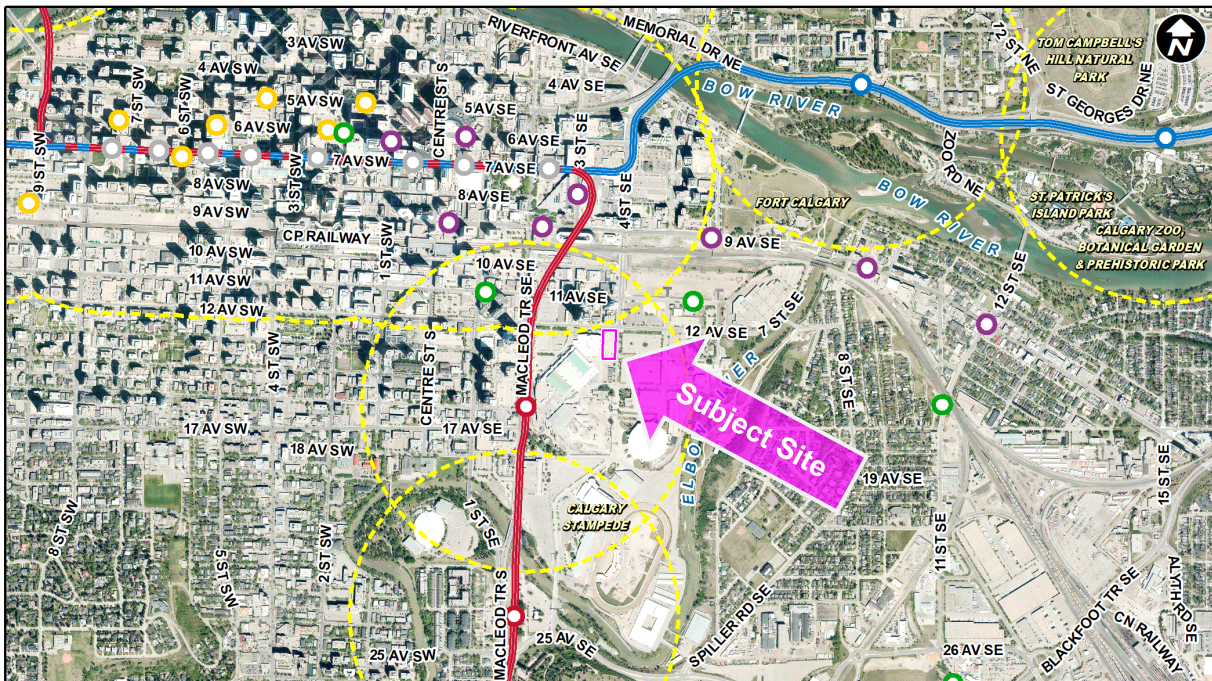 RIVERFRONT AV SE
MEMORIAL DR NE
12 ST NE
TOM CAMPBELL'S
HILL NATURAL
PARK
N
3 AV SW
4 AV SW
4 AV SE
ST GEORGES DR NE
7 ST SW
6 ST SW
5 AV SW
CENTRE ST S
5 AV SE
BOW RIVER
6 AV SW
6 AV SE
3 ST SE
9 ST SW
3 ST SW
7 AV SW
7 AV SE
ZOO RD NE
8 AV SW
8 AV SE
4 ST SE
BOW RIVER
ST. PATRICK'S
ISLAND PARK
FORT CALGARY
9 AV SW
CP RAILWAY
1 ST SW
9 AV SE
CALGARY ZOO,
BOTANICAL GARDEN
& PREHISTORIC PARK
10 AV SW
10 AV SE
11 AV SW
11 AV SE
12 ST SE
12 AV SW
MACLEOD TR SE
12 AV SE
7 ST SE
4 ST SW
CENTRE ST S
8 ST SE
Subject Site
ELBOW RIVER
17 AV SW
17 AV SE
18 AV SW
19 AV SE
15 ST SE
8 ST SW
2 ST SW
1 ST SE
CALGARY
STAMPEDE
11 ST SE
5 ST SW
MACLEOD TR S
SPILLER RD SE
BLACKFOOT TR SE
ALYTH RD SE
CN RAILWAY
25 AV SW
25 AV SE
26 AV SE